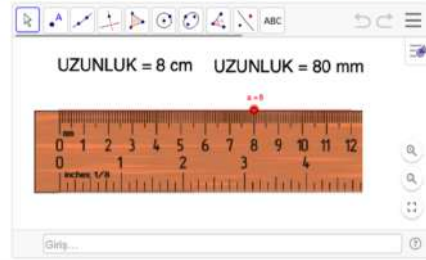 ABC
UZUNLUK = 8 cm UZUNLUK = 80 mm
a = 8
mm
0 1 2 3 4 5 6 7 8 9 10 11 12
0 1 2 3 4
inches 1/8
Giriş...